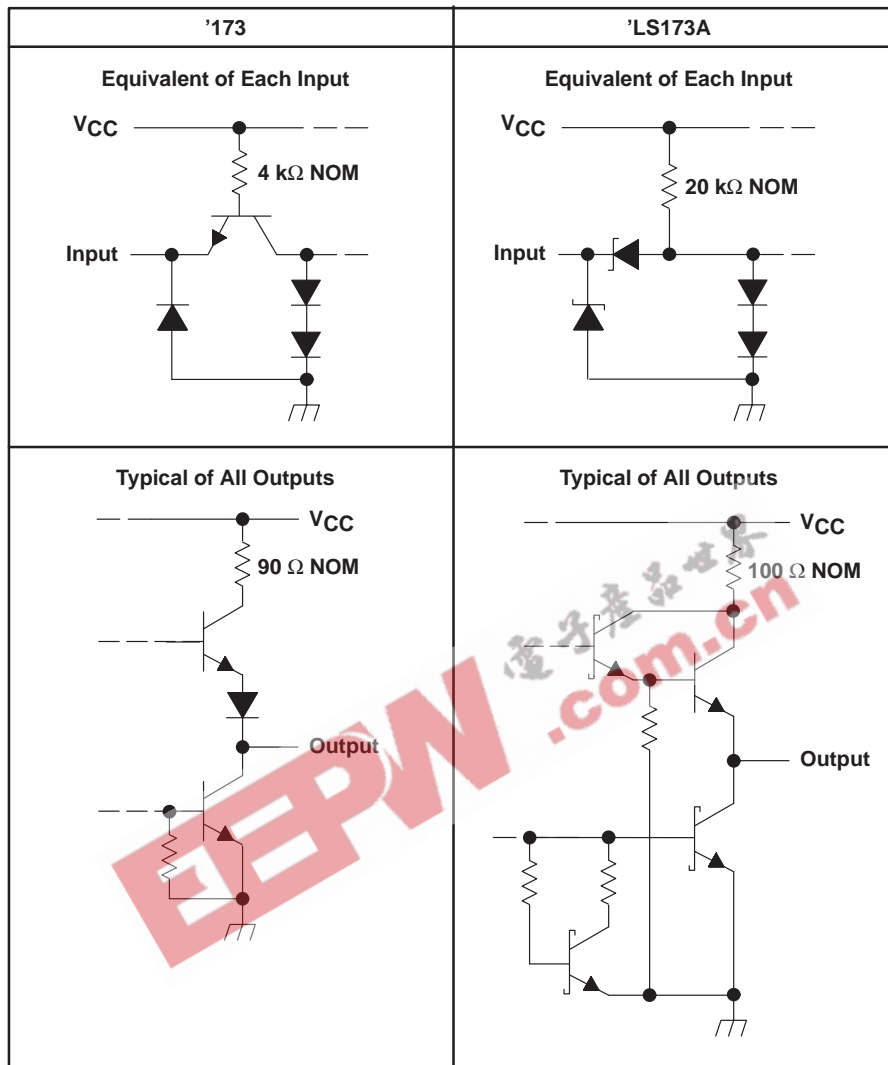 '173
'LS173A
Equivalent of Each Input
VCC
4 kΩ NOM
Input
Equivalent of Each Input
VCC
20 kΩ NOM
Input
Typical of All Outputs
VCC
90 Ω NOM
Output
Typical of All Outputs
VCC
100 Ω NOM
Output
電子產品世界
EEPW.com.cn